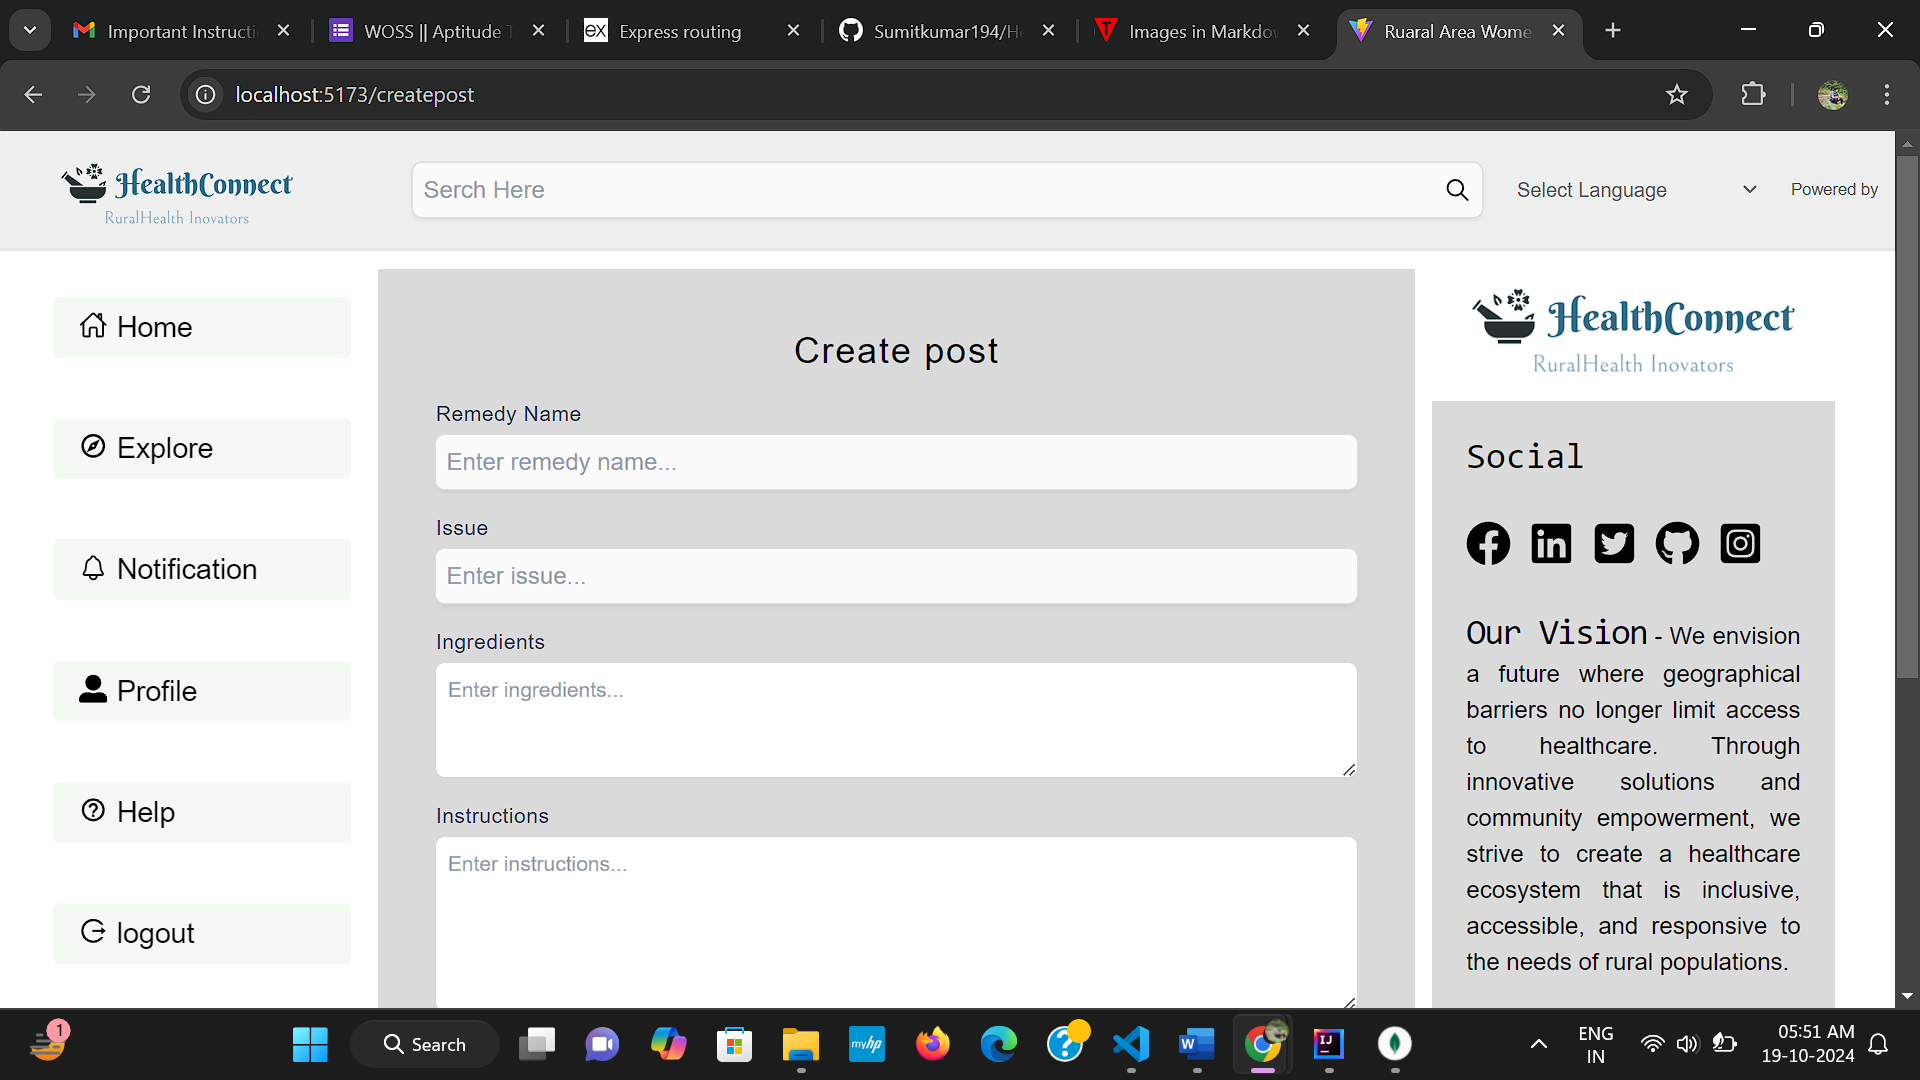 Important Instructi
WOSS || Aptitude T
Express routing
Sumitkumar194/He
Images in Markdow
Ruaral Area Wome
localhost:5173/createpost
HealthConnect
RuralHealth Inovators
Serch Here
Select Language
Powered by
Home
Explore
Notification
Profile
Help
logout
Create post
Remedy Name
Enter remedy name...
Issue
Enter issue...
Ingredients
Enter ingredients...
Instructions
Enter instructions...
HealthConnect
RuralHealth Inovators
Social
Our Vision - We envision
a future where geographical
barriers no longer limit access
to healthcare. Through
innovative solutions and
community empowerment, we
strive to create a healthcare
ecosystem that is inclusive,
accessible, and responsive to
the needs of rural populations.
1
Search
ENG
IN
05:51 AM
19-10-2024